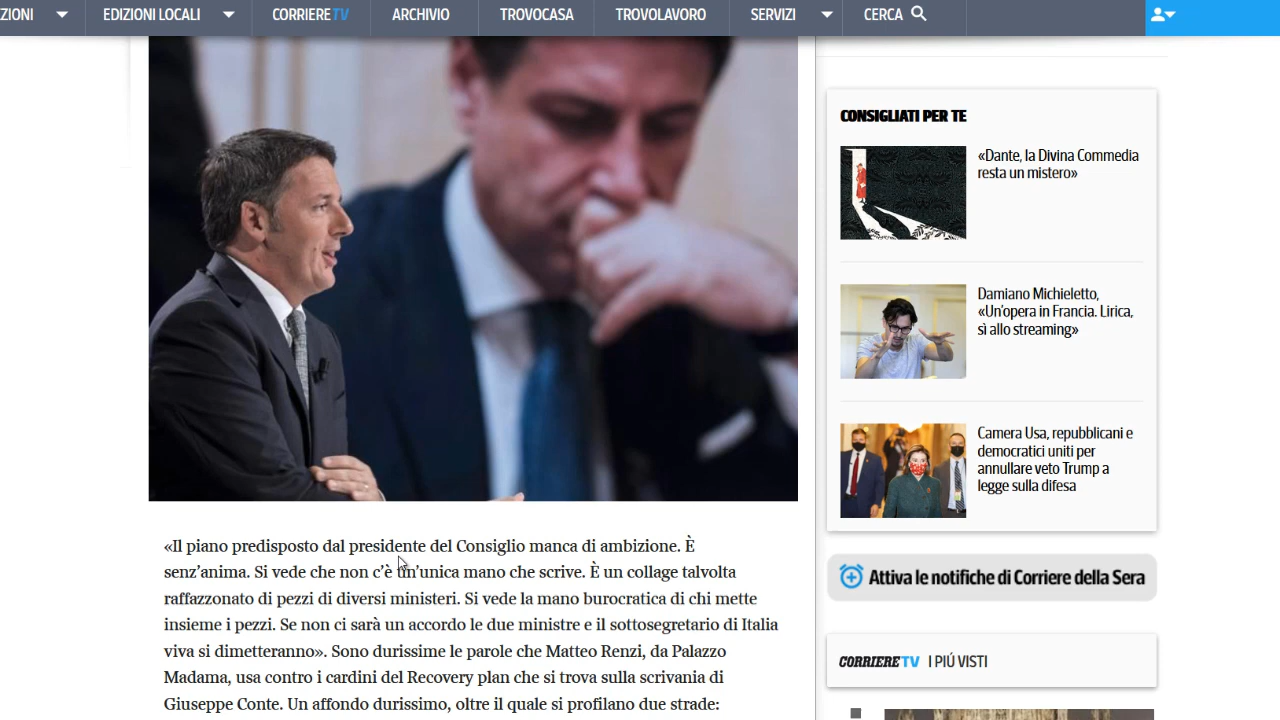 ZIONI
EDIZIONI LOCALI
CORRIERETV
ARCHIVIO
TROVOCASA
TROVOLAVORO
SERVIZI
CERCA
CONSIGLIATI PER TE
«Dante, la Divina Commedia
resta un mistero»
Damiano Michieletto,
«Un'opera in Francia. Lirica,
sì allo streaming»
Camera Usa, repubblicani e
democratici uniti per
annullare veto Trump a
legge sulla difesa
Attiva le notifiche di Corriere della Sera
CORRIERETV I PIÚ VISTI
«Il piano predisposto dal presidente del Consiglio manca di ambizione. È
senz’anima. Si vede che non c’è un’unica mano che scrive. È un collage talvolta
raffazzonato di pezzi di diversi ministeri. Si vede la mano burocratica di chi mette
insieme i pezzi. Se non ci sarà un accordo le due ministre e il sottosegretario di Italia
viva si dimetteranno». Sono durissime le parole che Matteo Renzi, da Palazzo
Madama, usa contro i cardini del Recovery plan che si trova sulla scrivania di
Giuseppe Conte. Un affondo durissimo, oltre il quale si profilano due strade: